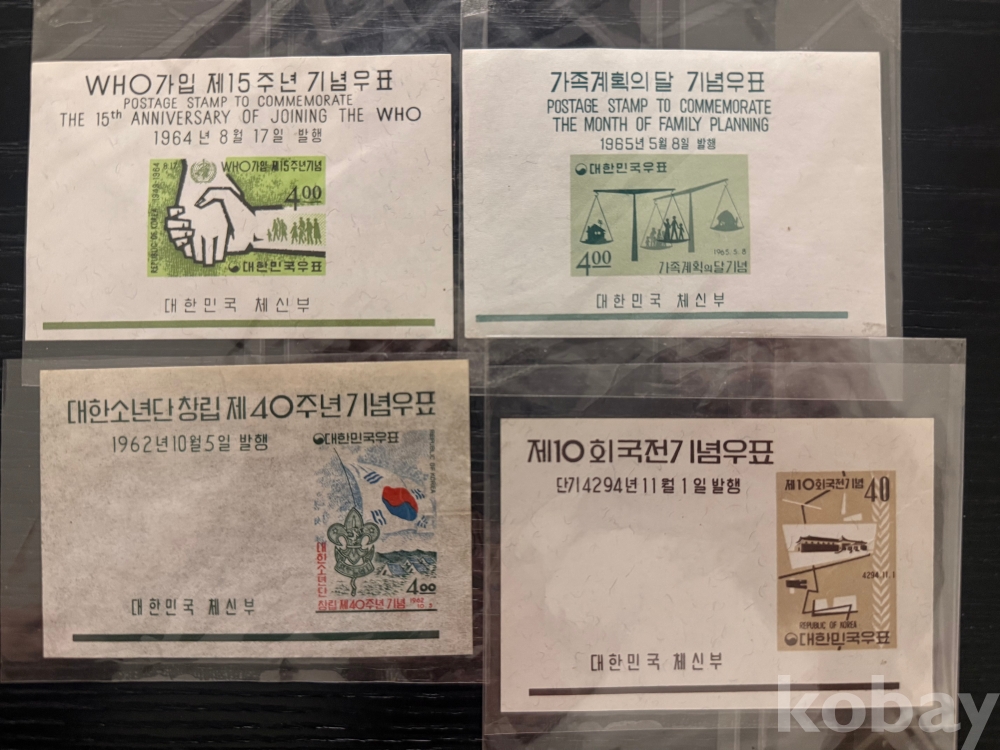 WHO가입 제15주년 기념우표
POSTAGE STAMP TO COMMEMORATE
THE 15th ANNIVERSARY OF JOINING THE WHO
1964년 8월 17일 발행
WHO가입 제15주년기념
4.00
REPUBLIC OF KOREA 1949-1964
8.17
대한민국우표
대한민국 체신부
가족계획의 달 기념우표
POSTAGE STAMP TO COMMEMORATE
THE MONTH OF FAMILY PLANNING
1965년 5월 8일 발행
대한민국우표
1965.5.8
4.00
가족계획의달기념
대한민국 체신부
대한소년단창립 제40주년기념우표
1962년 10월 5일 발행
대한민국우표
대한소년단
4.00
창립 제40주년기념
1962
대한민국 체신부
제10회국전기념우표
단기 4294년 11월 1일 발행
제10회국전기념
40
4294.11.1
REPUBLIC OF KOREA
대한민국우표
대한민국 체신부
kobay